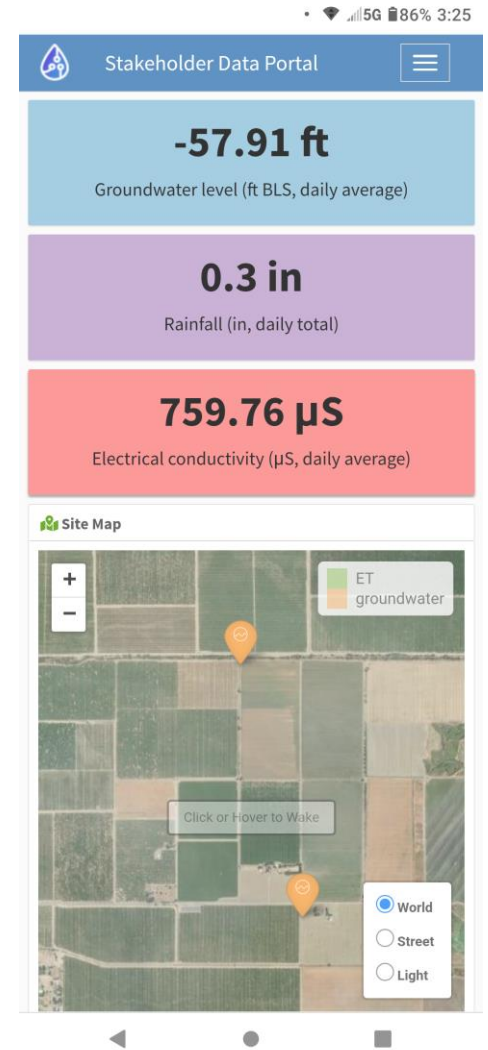 5G 86% 3:25
Stakeholder Data Portal
-57.91 ft
Groundwater level (ft BLS, daily average)
0.3 in
Rainfall (in, daily total)
759.76 µS
Electrical conductivity (µS, daily average)
Site Map
+
−
ET
groundwater
Click or Hover to Wake
World
Street
Light